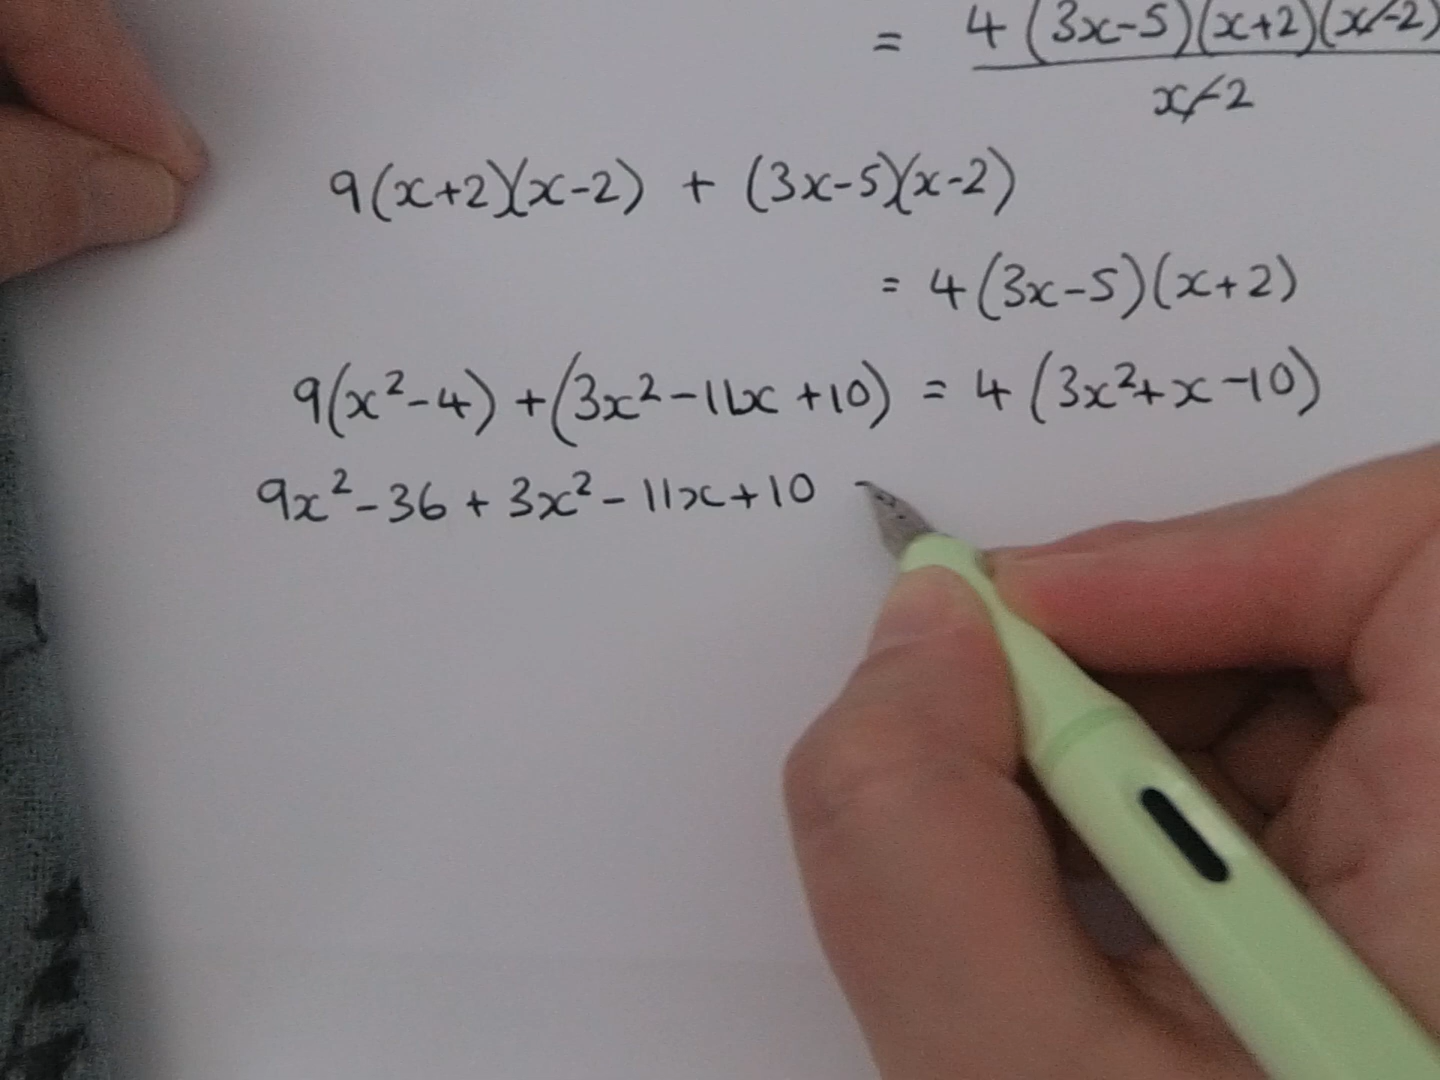 = 4(3x-5)(x+2)(x-2)
x-2
9(x+2)(x-2) + (3x-5)(x-2)
= 4(3x-5)(x+2)
9(x²-4) + (3x²-11x+10) = 4(3x²+x-10)
9x²-36 + 3x²-11x+10